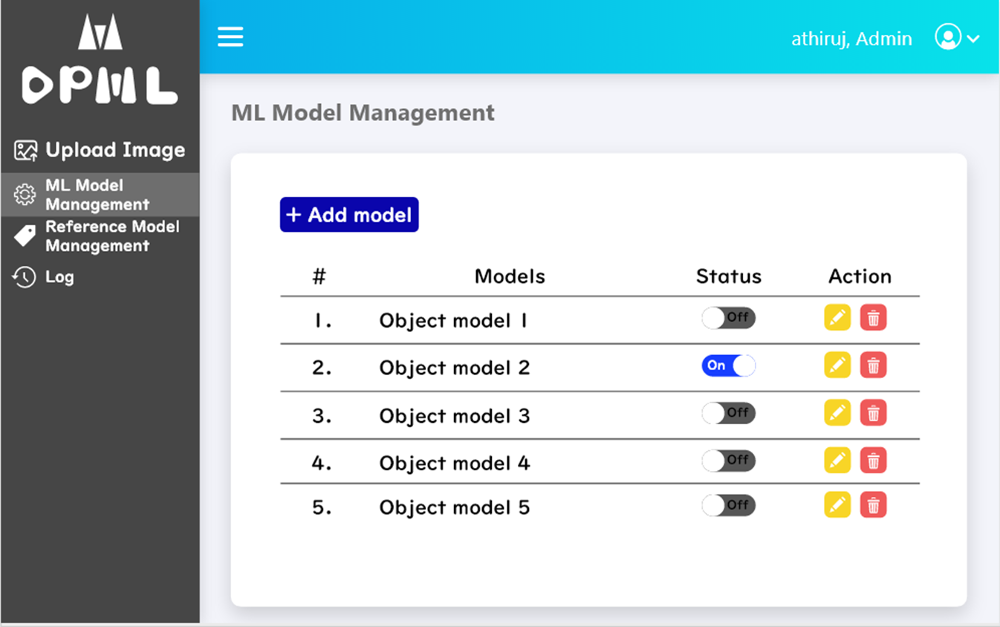 DPML
athiruj, Admin
ML Model Management
Upload Image
ML Model
Management
Reference Model
Management
Log
+ Add model
# Models Status Action
1. Object model 1 Off
2. Object model 2 On
3. Object model 3 Off
4. Object model 4 Off
5. Object model 5 Off